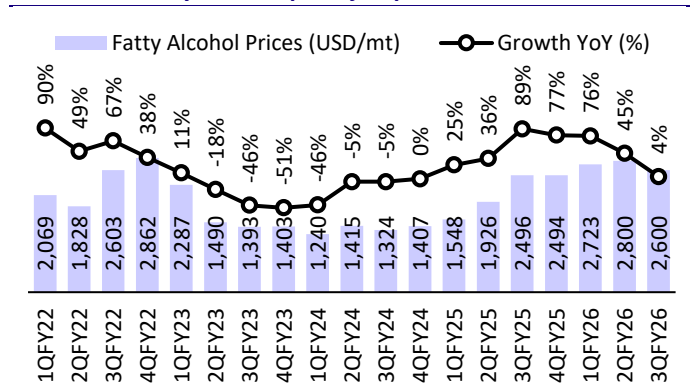 Fatty Alcohol Prices (USD/mt) Growth YoY (%)
90% 49% 67% 38% 11% -18% -46% -51% -46% -5% -5% 0% 25% 36% 89% 77% 76% 45% 4%
2,069 1,828 2,603 2,862 2,287 1,490 1,393 1,403 1,240 1,415 1,324 1,407 1,548 1,926 2,496 2,494 2,723 2,800 2,600
1QFY22 2QFY22 3QFY22 4QFY22 1QFY23 2QFY23 3QFY23 4QFY23 1QFY24 2QFY24 3QFY24 4QFY24 1QFY25 2QFY25 3QFY25 4QFY25 1QFY26 2QFY26 3QFY26